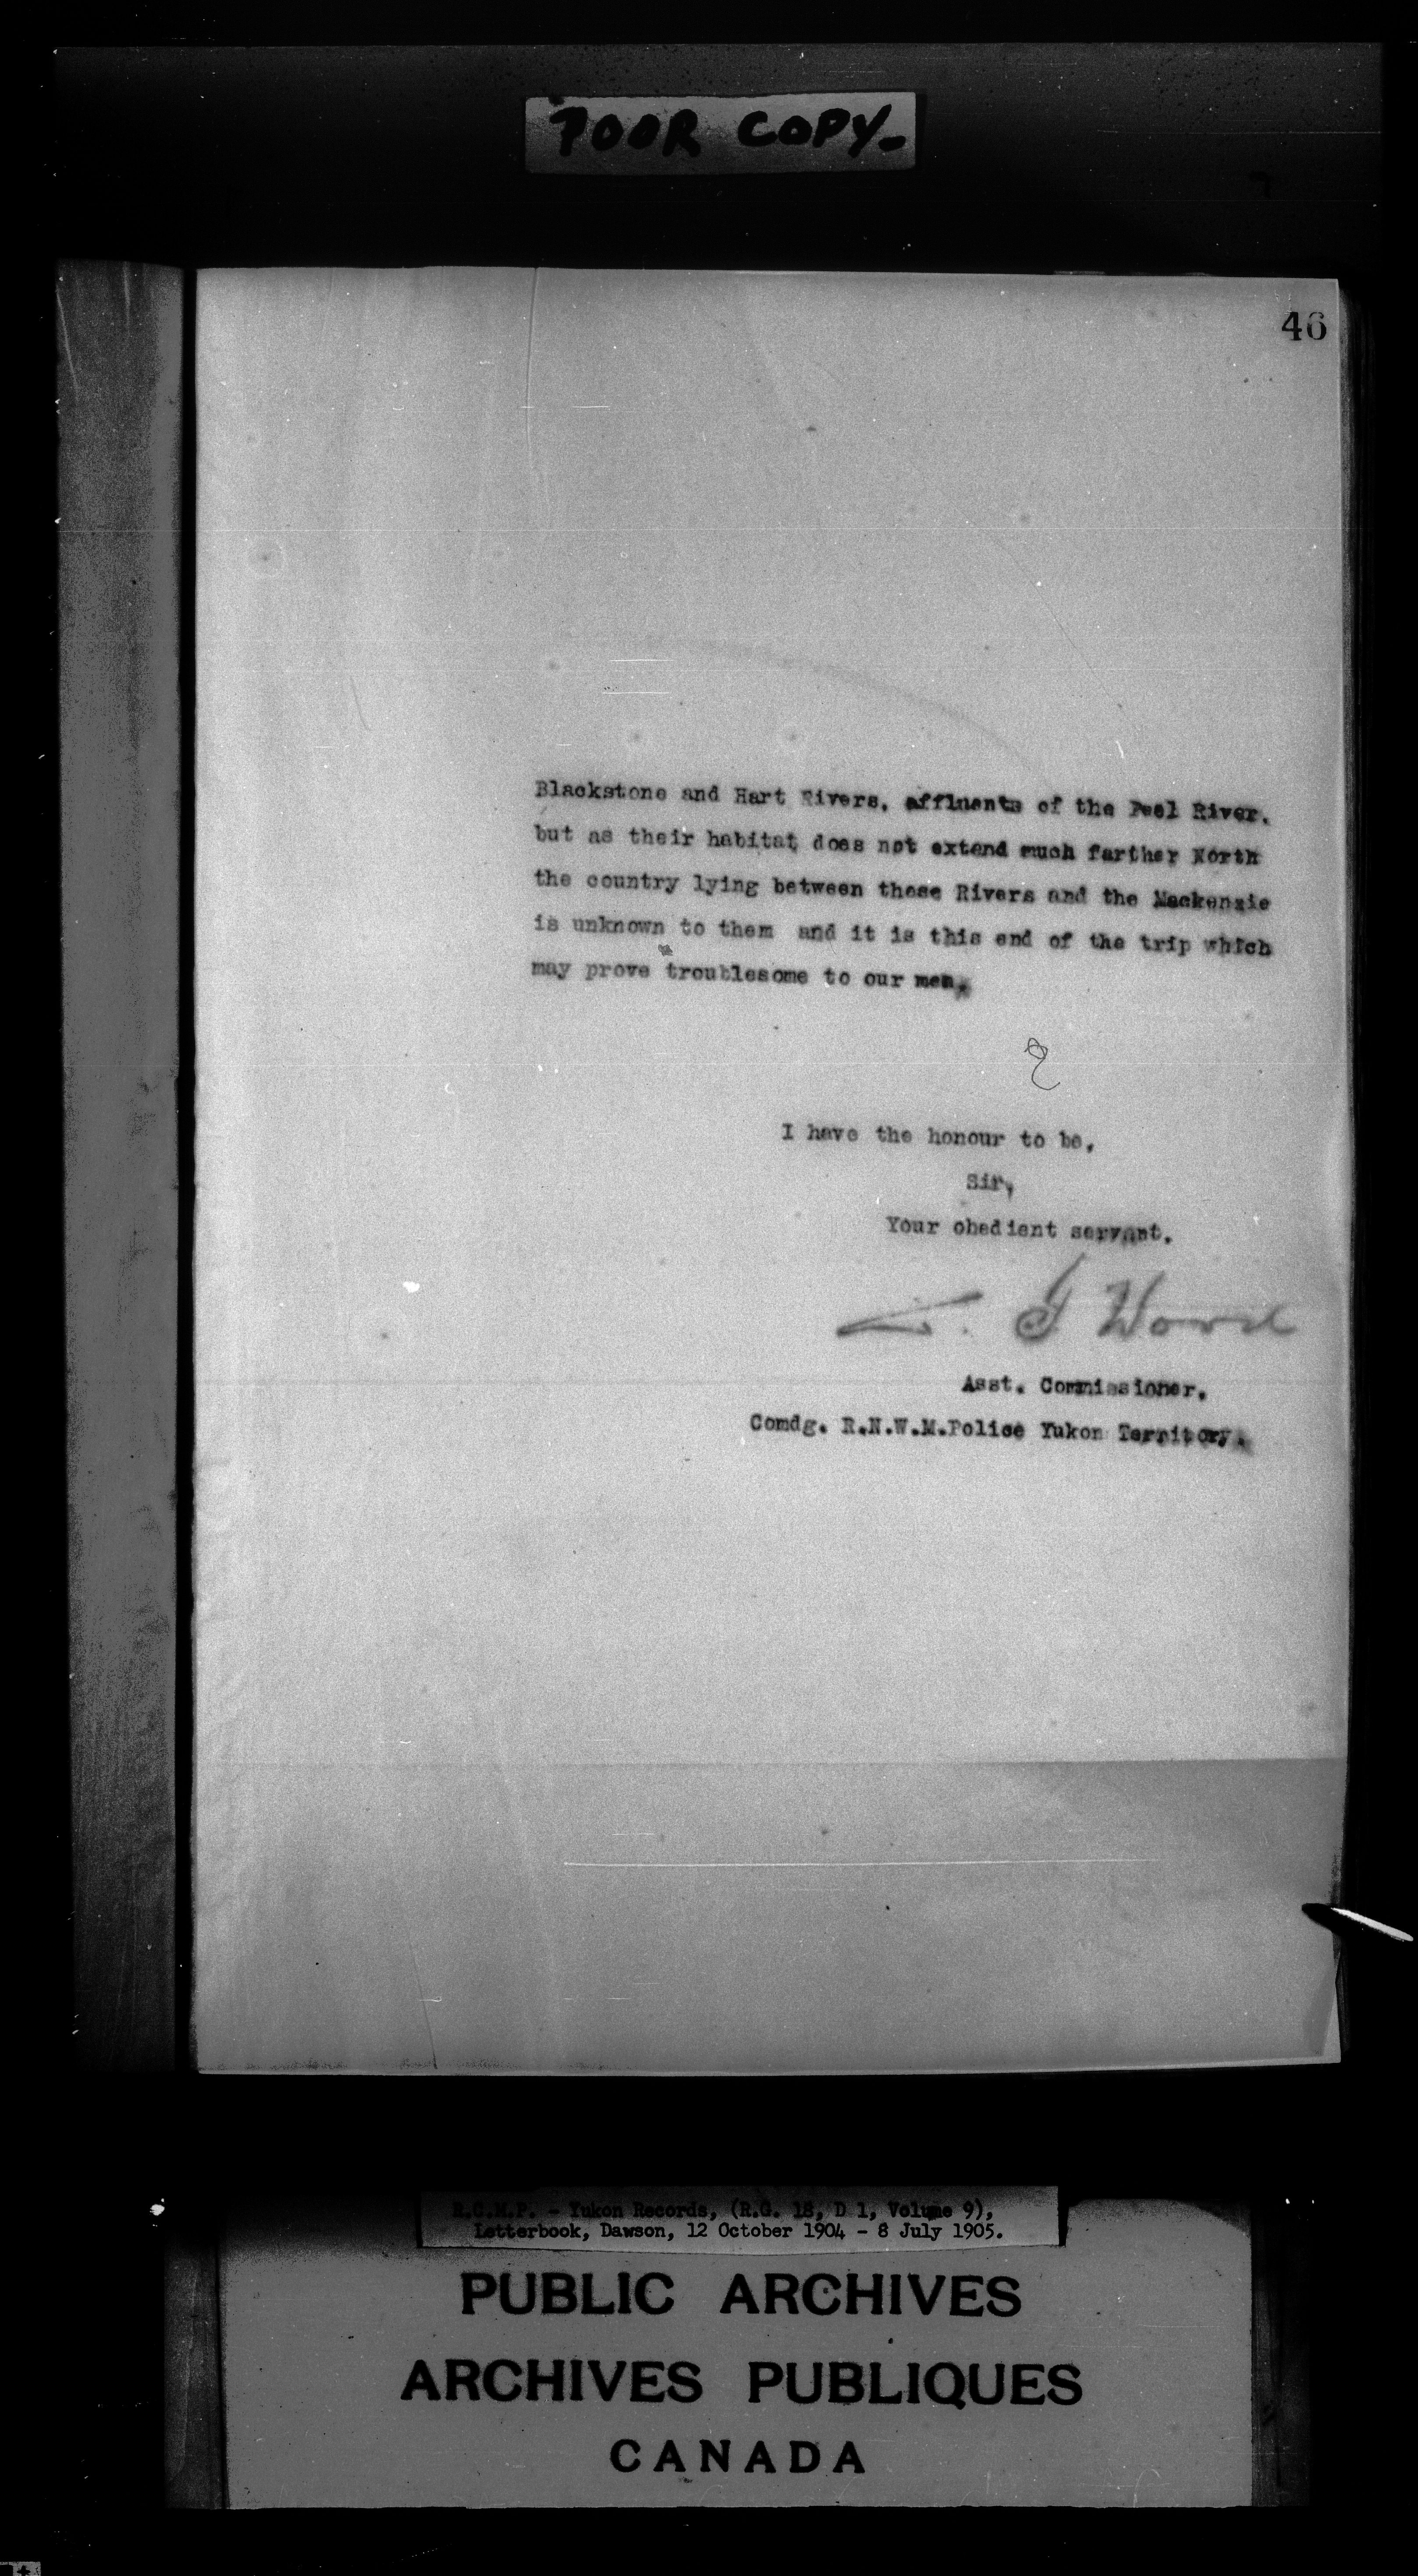 POOR COPY.
46
Blackstone and Hart Rivers, affluents of the Peel River.
but as their habitat does not extend much farther North
the country lying between these Rivers and the Mackenzie
is unknown to them and it is this end of the trip which
may prove troublesome to our men.
I have the honour to be,
Sir,
Your obedient servant.
Z. T. Wood
Asst. Commissioner.
Comdg. R.N.W.M.Police Yukon Territory.
R.C.M.P. - Yukon Records, (R.G. 18, D 1, Volume 9),
Letterbook, Dawson, 12 October 1904 - 8 July 1905.
PUBLIC ARCHIVES
ARCHIVES PUBLIQUES
CANADA